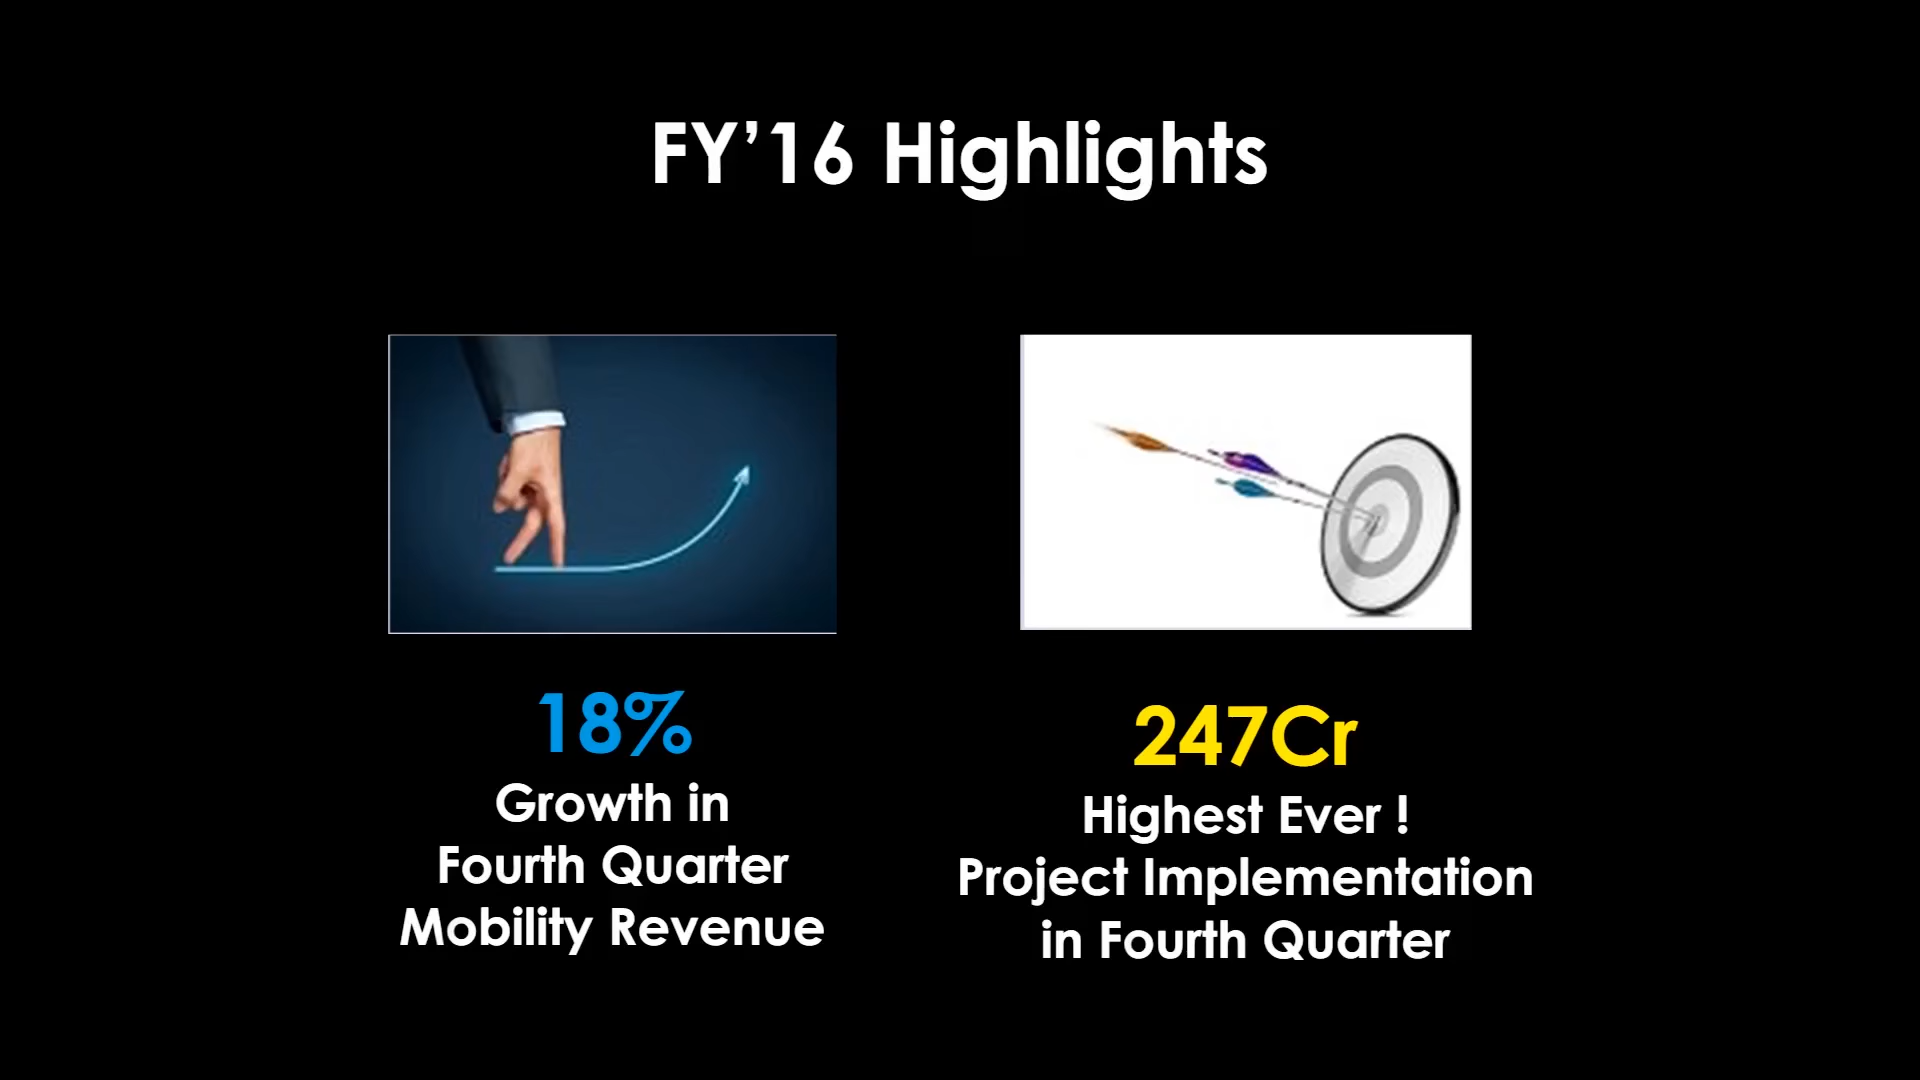 FY’16 Highlights
18%
Growth in
Fourth Quarter
Mobility Revenue
247Cr
Highest Ever !
Project Implementation
in Fourth Quarter